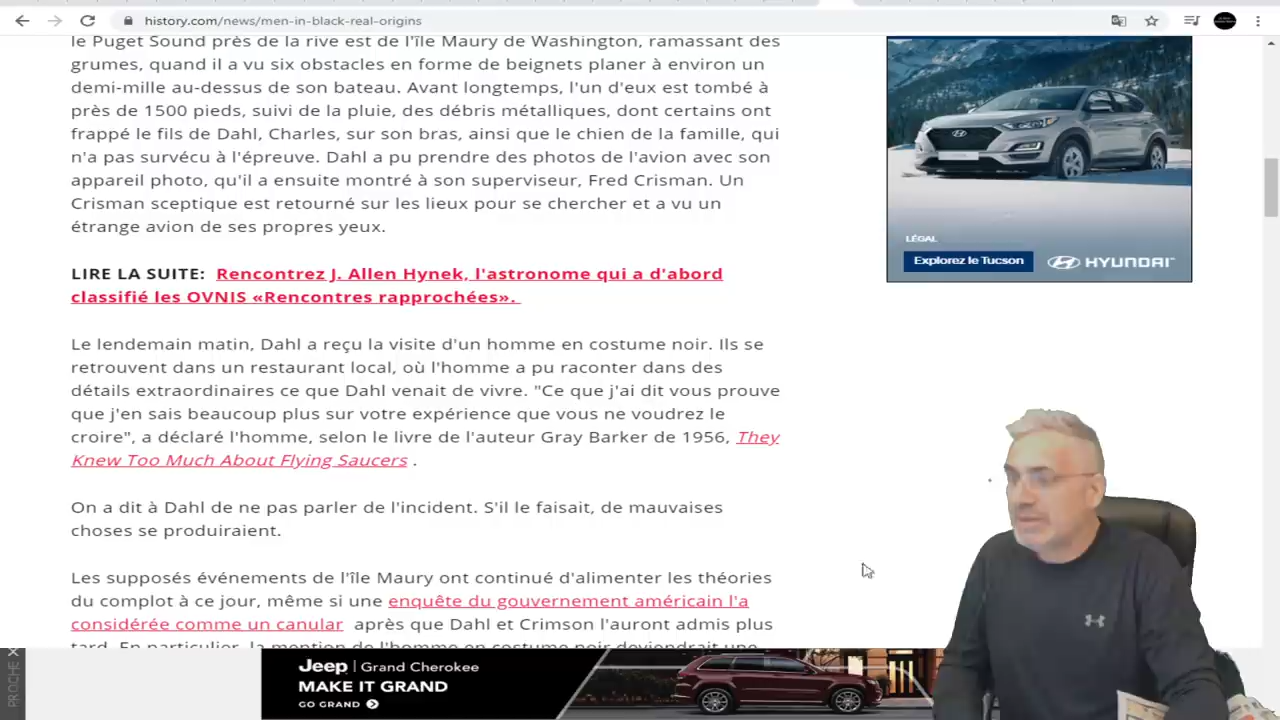 history.com/news/men-in-black-real-origins
le Puget Sound près de la rive est de l'île Maury de Washington, ramassant des
grumes, quand il a vu six obstacles en forme de beignets planer à environ un
demi-mille au-dessus de son bateau. Avant longtemps, l'un d'eux est tombé à
près de 1500 pieds, suivi de la pluie, des débris métalliques, dont certains ont
frappé le fils de Dahl, Charles, sur son bras, ainsi que le chien de la famille, qui
n'a pas survécu à l'épreuve. Dahl a pu prendre des photos de l'avion avec son
appareil photo, qu'il a ensuite montré à son superviseur, Fred Crisman. Un
Crisman sceptique est retourné sur les lieux pour se chercher et a vu un
étrange avion de ses propres yeux.
LIRE LA SUITE: Rencontrez J. Allen Hynek, l'astronome qui a d'abord
classifié les OVNIS «Rencontres rapprochées».
Le lendemain matin, Dahl a reçu la visite d'un homme en costume noir. Ils se
retrouvent dans un restaurant local, où l'homme a pu raconter dans des
détails extraordinaires ce que Dahl venait de vivre. "Ce que j'ai dit vous prouve
que j'en sais beaucoup plus sur votre expérience que vous ne voudrez le
croire", a déclaré l'homme, selon le livre de l'auteur Gray Barker de 1956, They
Knew Too Much About Flying Saucers .
On a dit à Dahl de ne pas parler de l'incident. S'il le faisait, de mauvaises
choses se produiraient.
Les supposés événements de l'île Maury ont continué d'alimenter les théories
du complot à ce jour, même si une enquête du gouvernement américain l'a
considérée comme un canular après que Dahl et Crimson l'auront admis plus
tard. En particulier, la mention de l'homme en costume noir deviendrait une
LÉGAL
Explorez le Tucson
HYUNDAI
PROCHE X
Jeep | Grand Cherokee
MAKE IT GRAND
GO GRAND